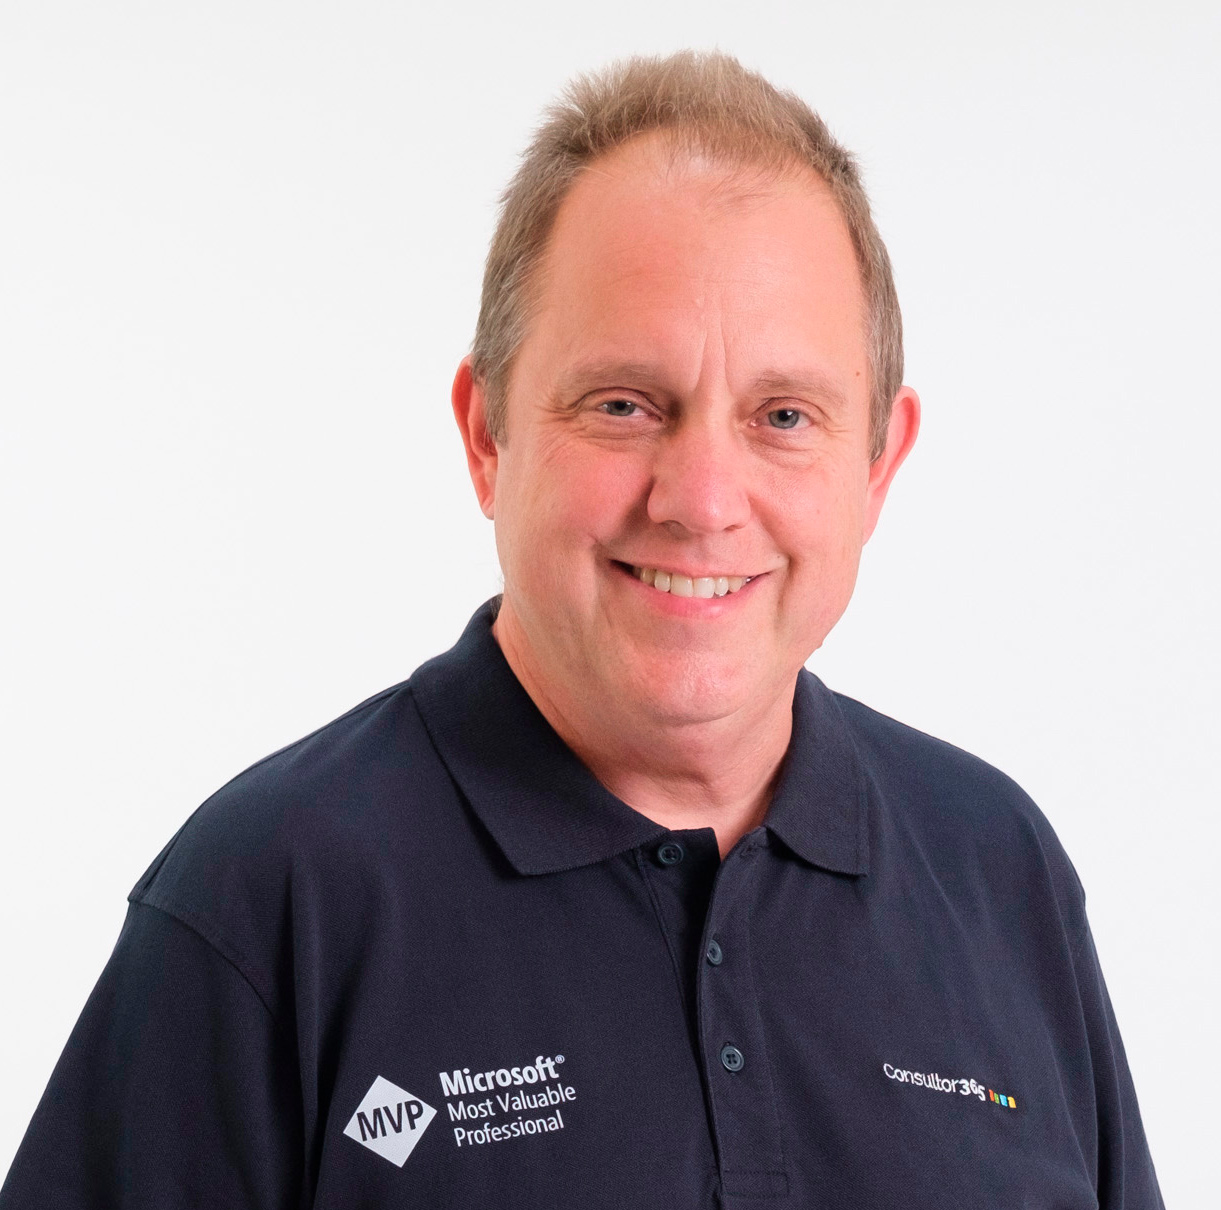 MVP
Microsoft®
Most Valuable
Professional
Consultor365